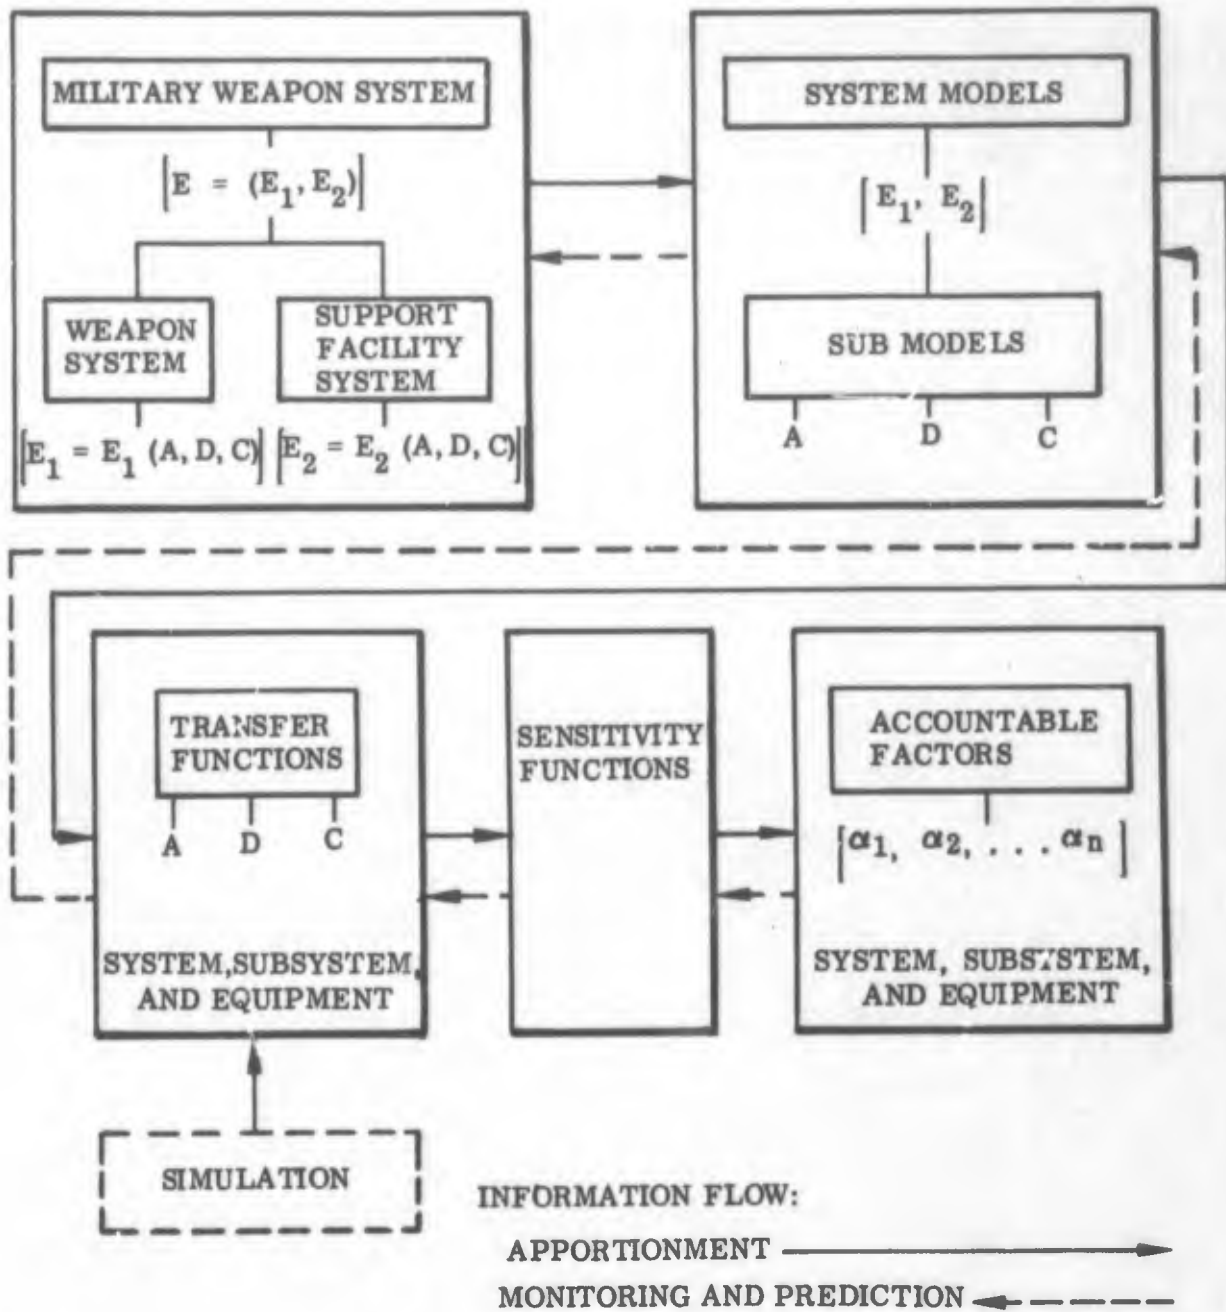 MILITARY WEAPON SYSTEM
[E = (E₁, E₂)]
WEAPON
SYSTEM
SUPPORT
FACILITY
SYSTEM
[E₁ = E₁ (A, D, C)]
[E₂ = E₂ (A, D, C)]
SYSTEM MODELS
[E₁, E₂]
SUB MODELS
A D C
TRANSFER
FUNCTIONS
A D C
SYSTEM, SUBSYSTEM,
AND EQUIPMENT
SENSITIVITY
FUNCTIONS
ACCOUNTABLE
FACTORS
[α₁, α₂, . . . αn]
SYSTEM, SUBSYSTEM,
AND EQUIPMENT
SIMULATION
INFORMATION FLOW:
APPORTIONMENT
MONITORING AND PREDICTION